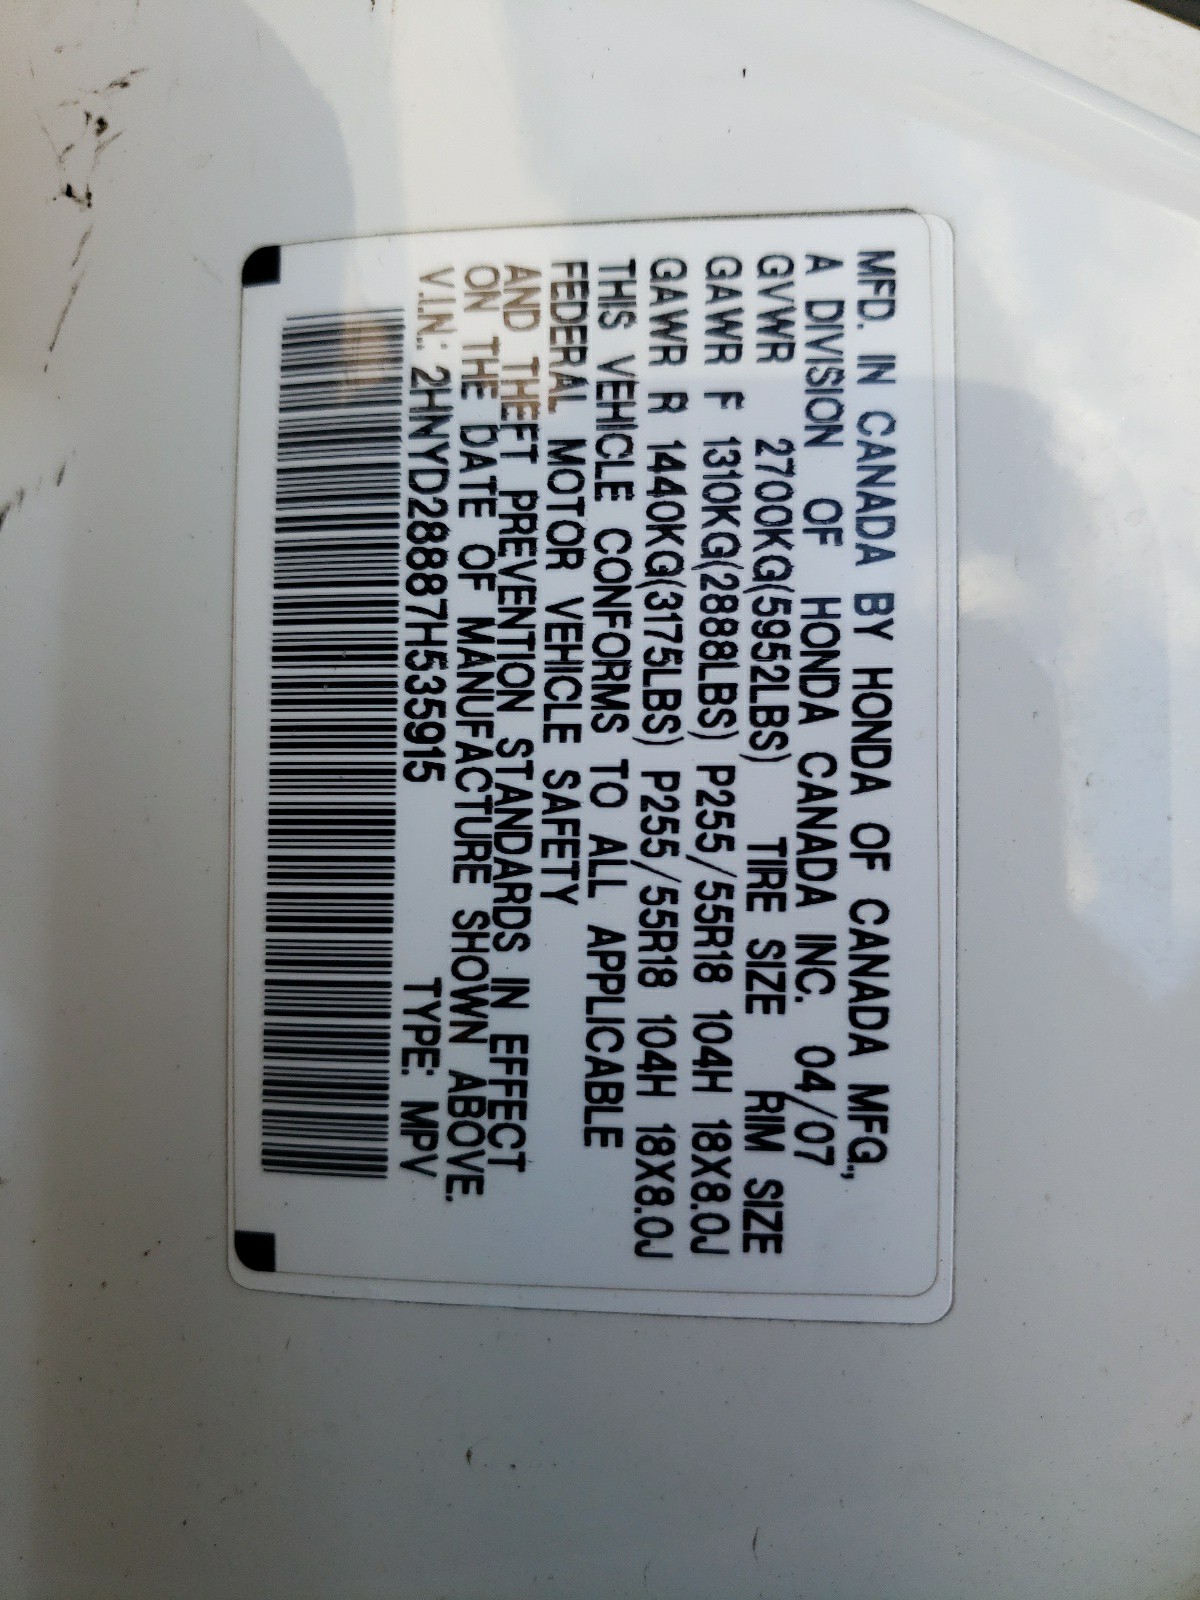 MFD. IN CANADA BY HONDA OF CANADA MFG.,
A DIVISION OF HONDA CANADA INC. 04/07
GVWR 2700KG(5952LBS) TIRE SIZE RIM SIZE
GAWR F 1310KG(2888LBS) P255/55R18 104H 18X8.0J
GAWR R 1440KG(3175LBS) P255/55R18 104H 18X8.0J
THIS VEHICLE CONFORMS TO ALL APPLICABLE
FEDERAL MOTOR VEHICLE SAFETY
AND THEFT PREVENTION STANDARDS IN EFFECT
ON THE DATE OF MANUFACTURE SHOWN ABOVE.
V.I.N.: 2HNYD28887H535915 TYPE: MPV